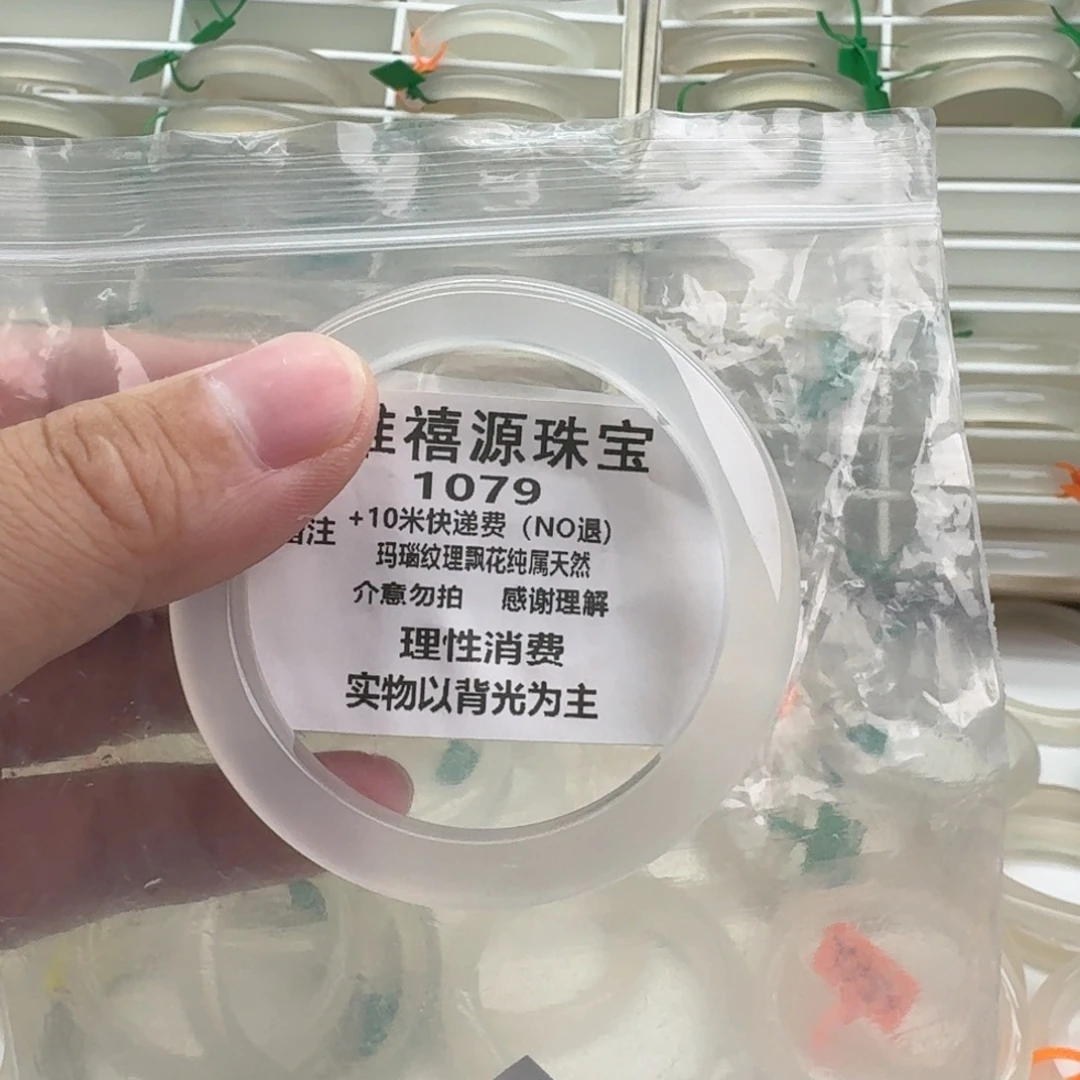 禧源珠宝
1079
备注 +10米快递费（NO退）
玛瑙纹理飘花纯属天然
介意勿拍 感谢理解
理性消费
实物以背光为主